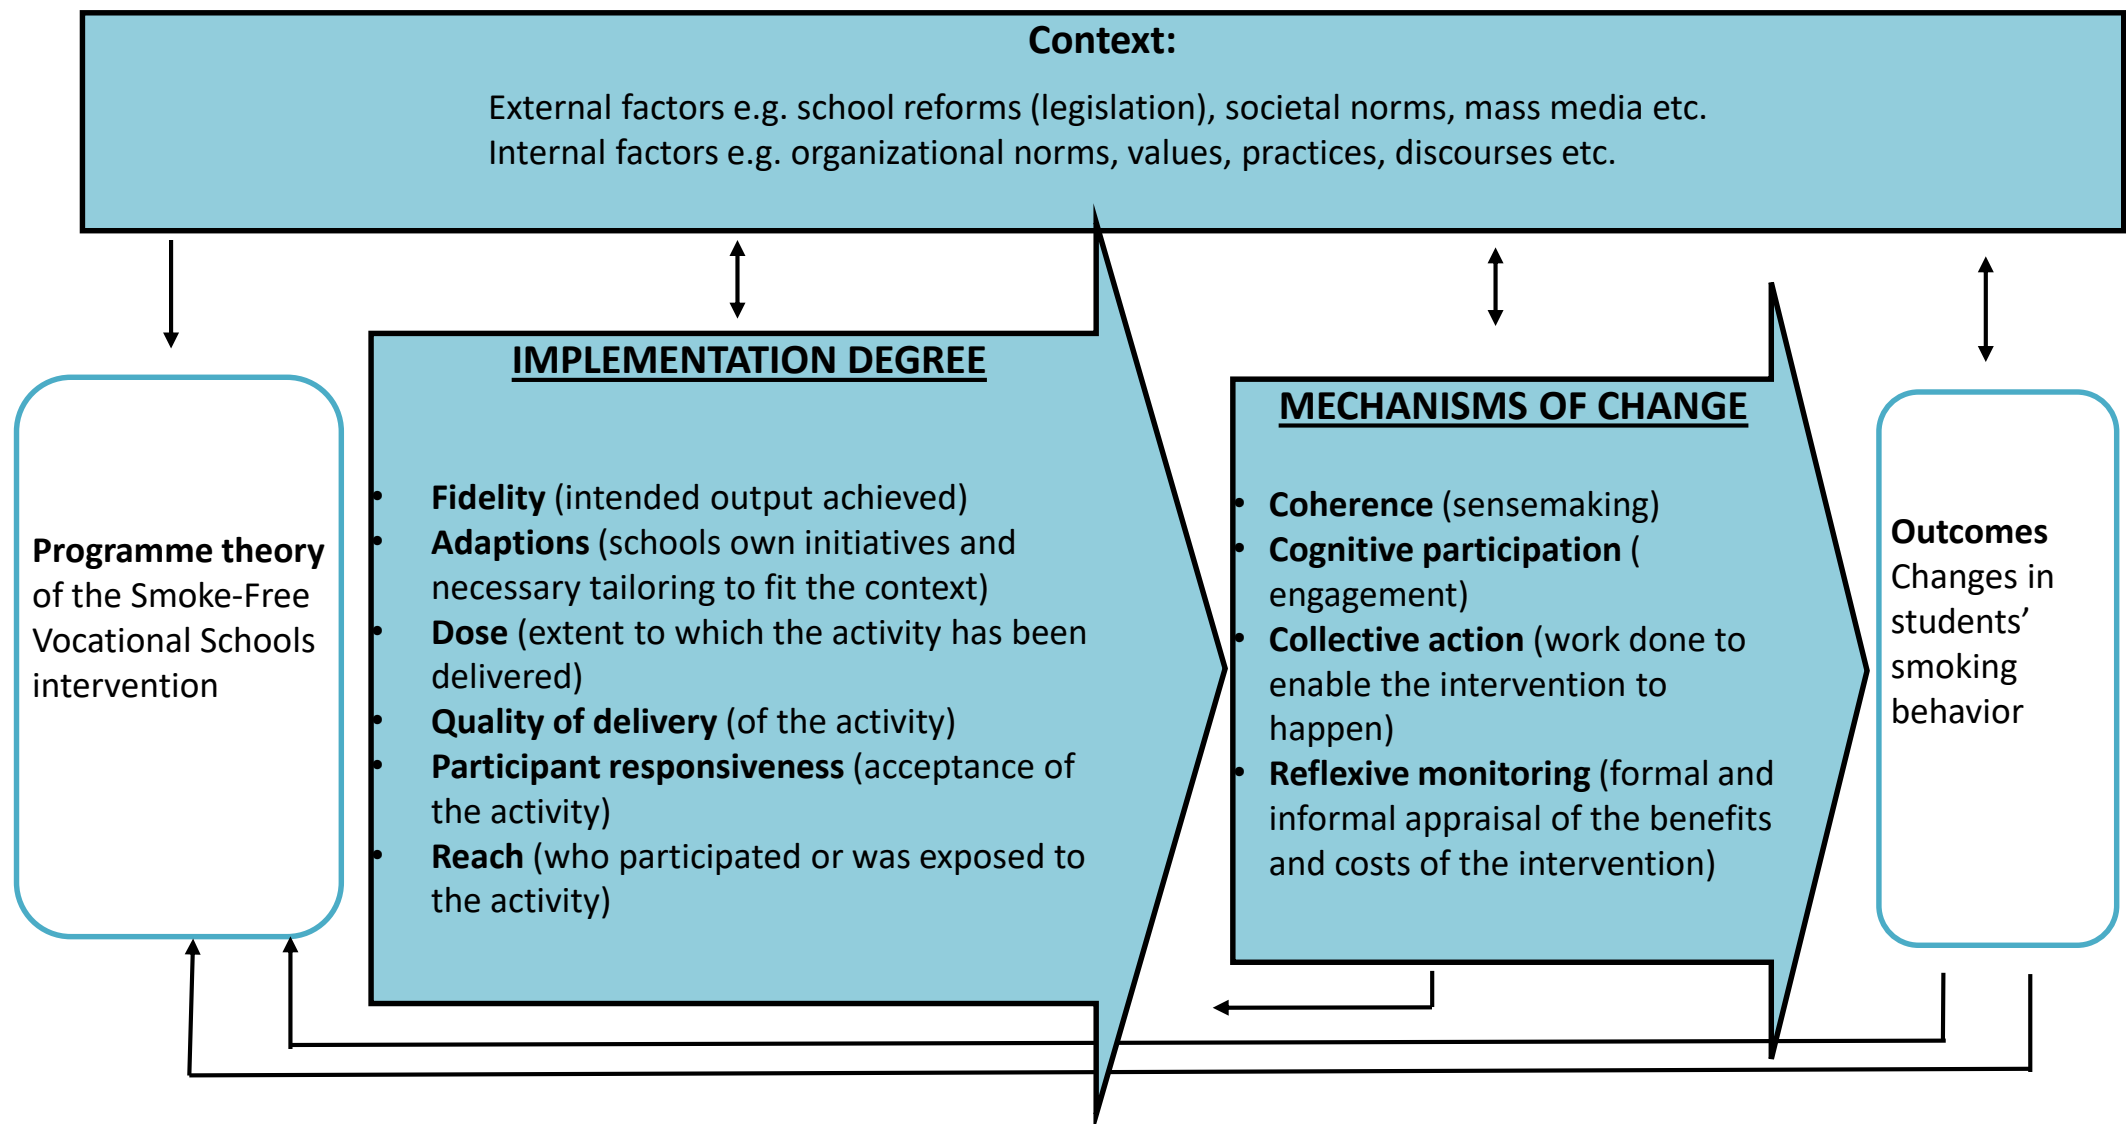 Context:
External factors e.g. school reforms (legislation), societal norms, mass media etc.
Internal factors e.g. organizational norms, values, practices, discourses etc.
Programme theory
of the Smoke-Free
Vocational Schools
intervention
IMPLEMENTATION DEGREE
• Fidelity (intended output achieved)
• Adaptions (schools own initiatives and
necessary tailoring to fit the context)
• Dose (extent to which the activity has been
delivered)
• Quality of delivery (of the activity)
• Participant responsiveness (acceptance of
the activity)
• Reach (who participated or was exposed to
the activity)
MECHANISMS OF CHANGE
• Coherence (sensemaking)
• Cognitive participation (
engagement)
• Collective action (work done to
enable the intervention to
happen)
• Reflexive monitoring (formal and
informal appraisal of the benefits
and costs of the intervention)
Outcomes
Changes in
students’
smoking
behavior